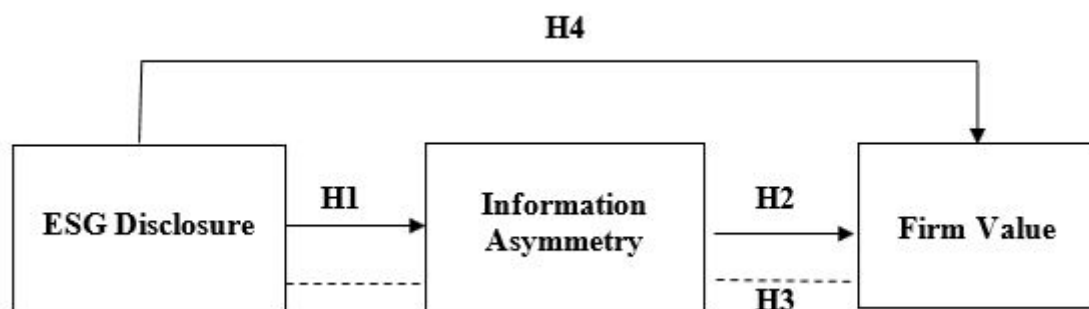 H4
ESG Disclosure
H1
Information
Asymmetry
H2
Firm Value
H3